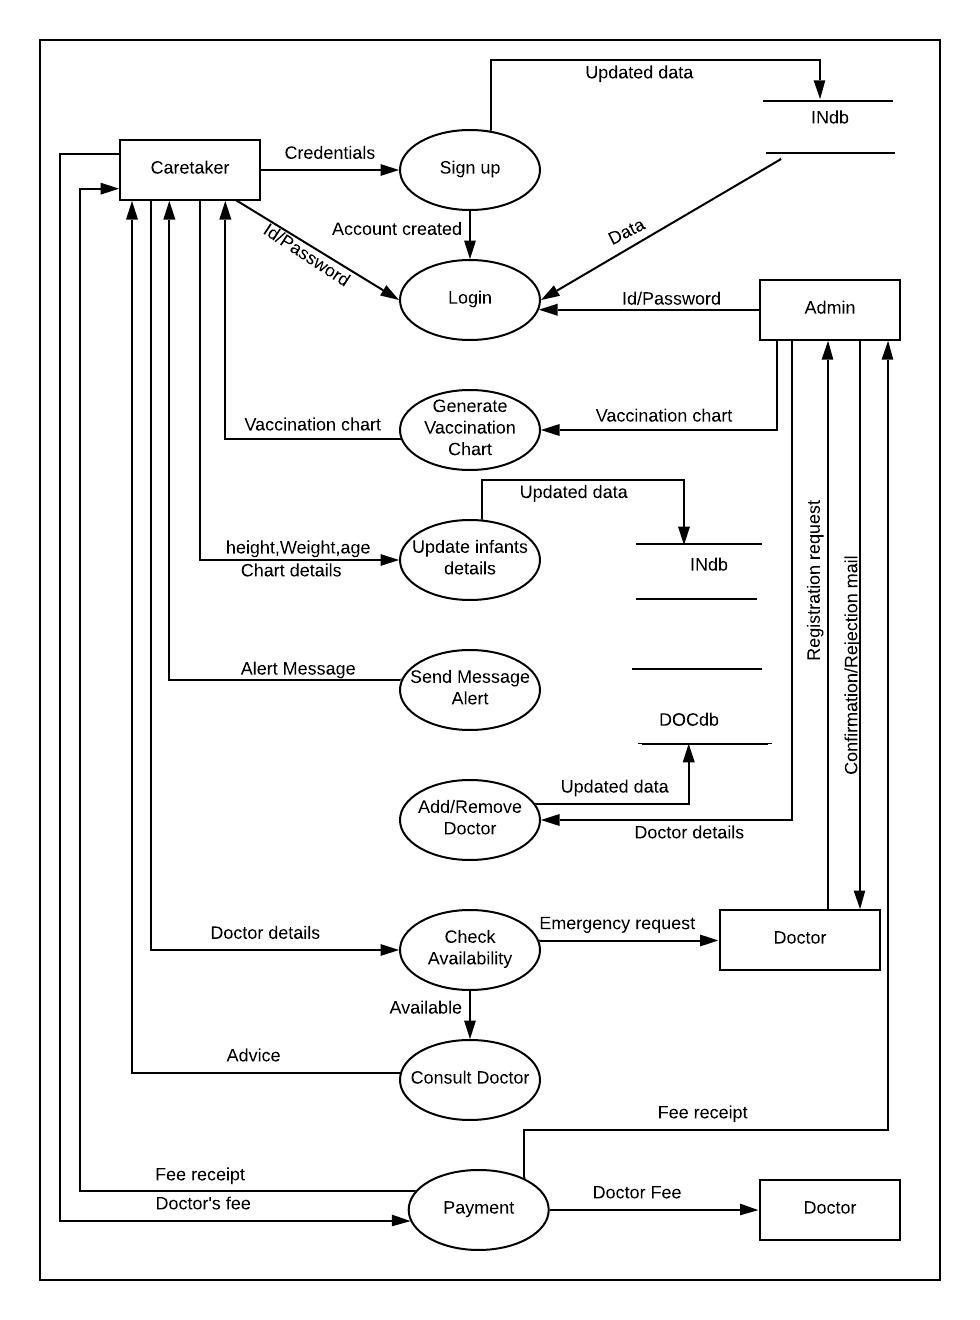 Updated data
INdb
Caretaker
Credentials
Sign up
Account created
Id/Password
Data
Login
Id/Password
Admin
Generate
Vaccination
Chart
Vaccination chart
Vaccination chart
Updated data
height,Weight,age
Chart details
Update infants
details
INdb
Registration request
Confirmation/Rejection mail
Alert Message
Send Message
Alert
DOCdb
Updated data
Add/Remove
Doctor
Doctor details
Doctor details
Check
Availability
Emergency request
Doctor
Available
Advice
Consult Doctor
Fee receipt
Fee receipt
Doctor's fee
Payment
Doctor Fee
Doctor